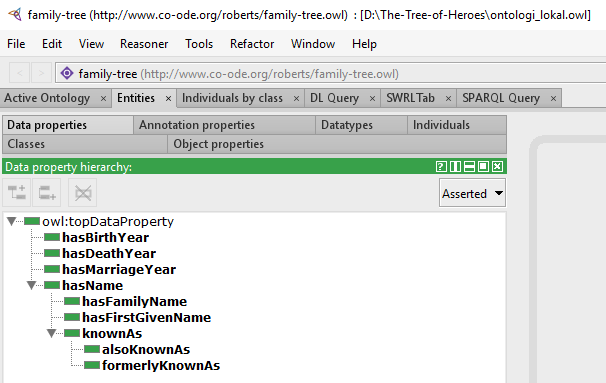 family-tree (http://www.co-ode.org/roberts/family-tree.owl) : [D:\The-Tree-of-Heroes\ontologi_lokal.owl]
File Edit View Reasoner Tools Refactor Window Help
family-tree (http://www.co-ode.org/roberts/family-tree.owl)
Active Ontology × Entities × Individuals by class × DL Query × SWRLTab × SPARQL Query ×
Data properties Annotation properties Datatypes Individuals
Classes Object properties
Data property hierarchy:
Asserted
owl:topDataProperty
hasBirthYear
hasDeathYear
hasMarriageYear
hasName
hasFamilyName
hasFirstGivenName
knownAs
alsoKnownAs
formerlyKnownAs